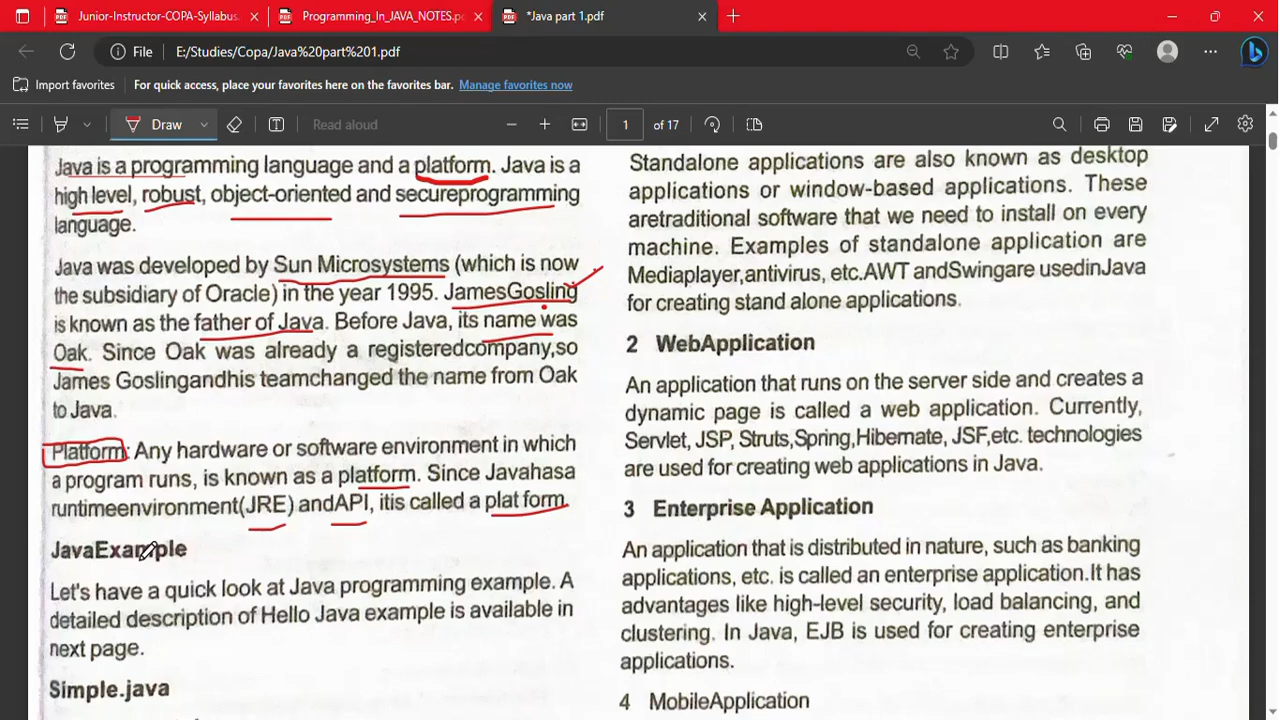 Junior-Instructor-COPA-Syllabus.
Programming_In_JAVA_NOTES.p
*Java part 1.pdf
File
E:/Studies/Copa/Java%20part%201.pdf
Import favorites
For quick access, place your favorites here on the favorites bar. Manage favorites now
Draw
Read aloud
1
of 17
Java is a programming language and a platform. Java is a
high level, robust, object-oriented and secureprogramming
language.
Java was developed by Sun Microsystems (which is now
the subsidiary of Oracle) in the year 1995. JamesGosling
is known as the father of Java. Before Java, its name was
Oak. Since Oak was already a registeredcompany,so
James Goslingandhis teamchanged the name from Oak
to Java.
Platform: Any hardware or software environment in which
a program runs, is known as a platform. Since Javahasa
runtimeenvironment(JRE) andAPI, itis called a plat form.
JavaExample
Let's have a quick look at Java programming example. A
detailed description of Hello Java example is available in
next page.
Simple.java
Standalone applications are also known as desktop
applications or window-based applications. These
aretraditional software that we need to install on every
machine. Examples of standalone application are
Mediaplayer,antivirus, etc.AWT andSwingare usedinJava
for creating stand alone applications.
2 WebApplication
An application that runs on the server side and creates a
dynamic page is called a web application. Currently,
Servlet, JSP, Struts,Spring,Hibernate, JSF,etc. technologies
are used for creating web applications in Java.
3 Enterprise Application
An application that is distributed in nature, such as banking
applications, etc. is called an enterprise application.It has
advantages like high-level security, load balancing, and
clustering. In Java, EJB is used for creating enterprise
applications.
4 MobileApplication